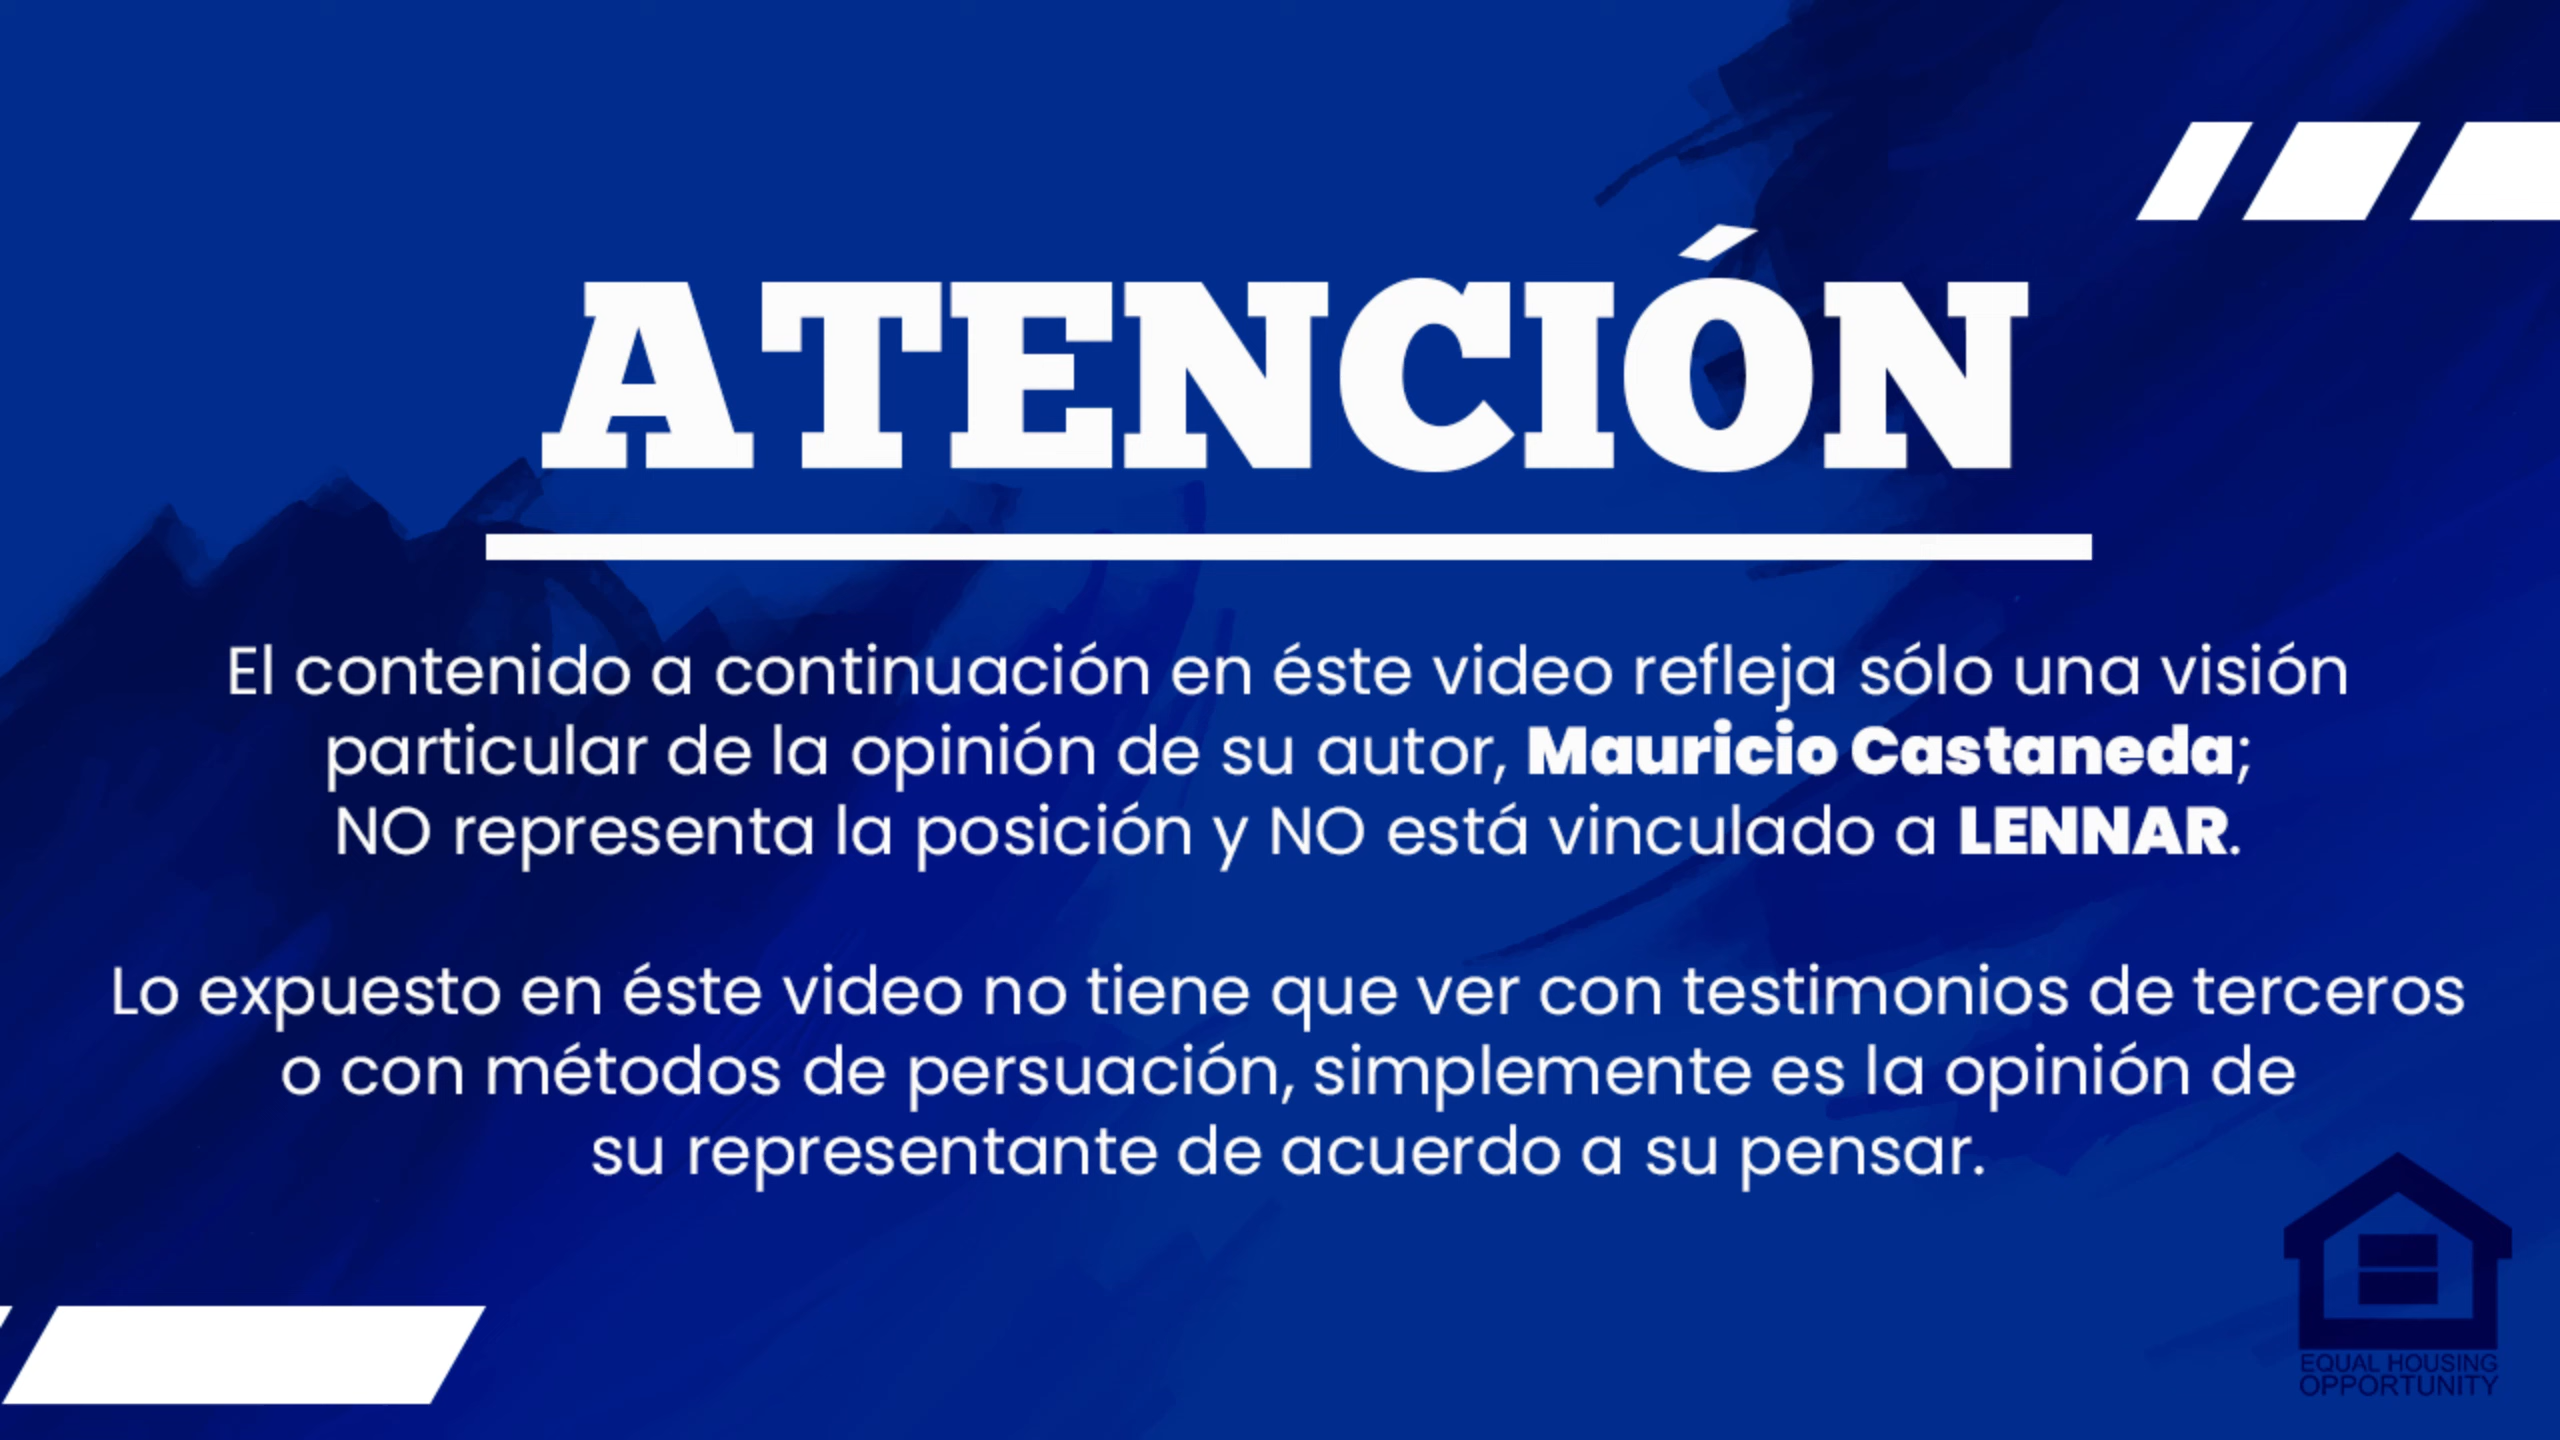 ATENCIÓN
El contenido a continuación en éste video refleja sólo una visión
particular de la opinión de su autor, Mauricio Castaneda;
NO representa la posición y NO está vinculado a LENNAR.
Lo expuesto en éste video no tiene que ver con testimonios de terceros
o con métodos de persuación, simplemente es la opinión de
su representante de acuerdo a su pensar.
EQUAL HOUSING
OPPORTUNITY